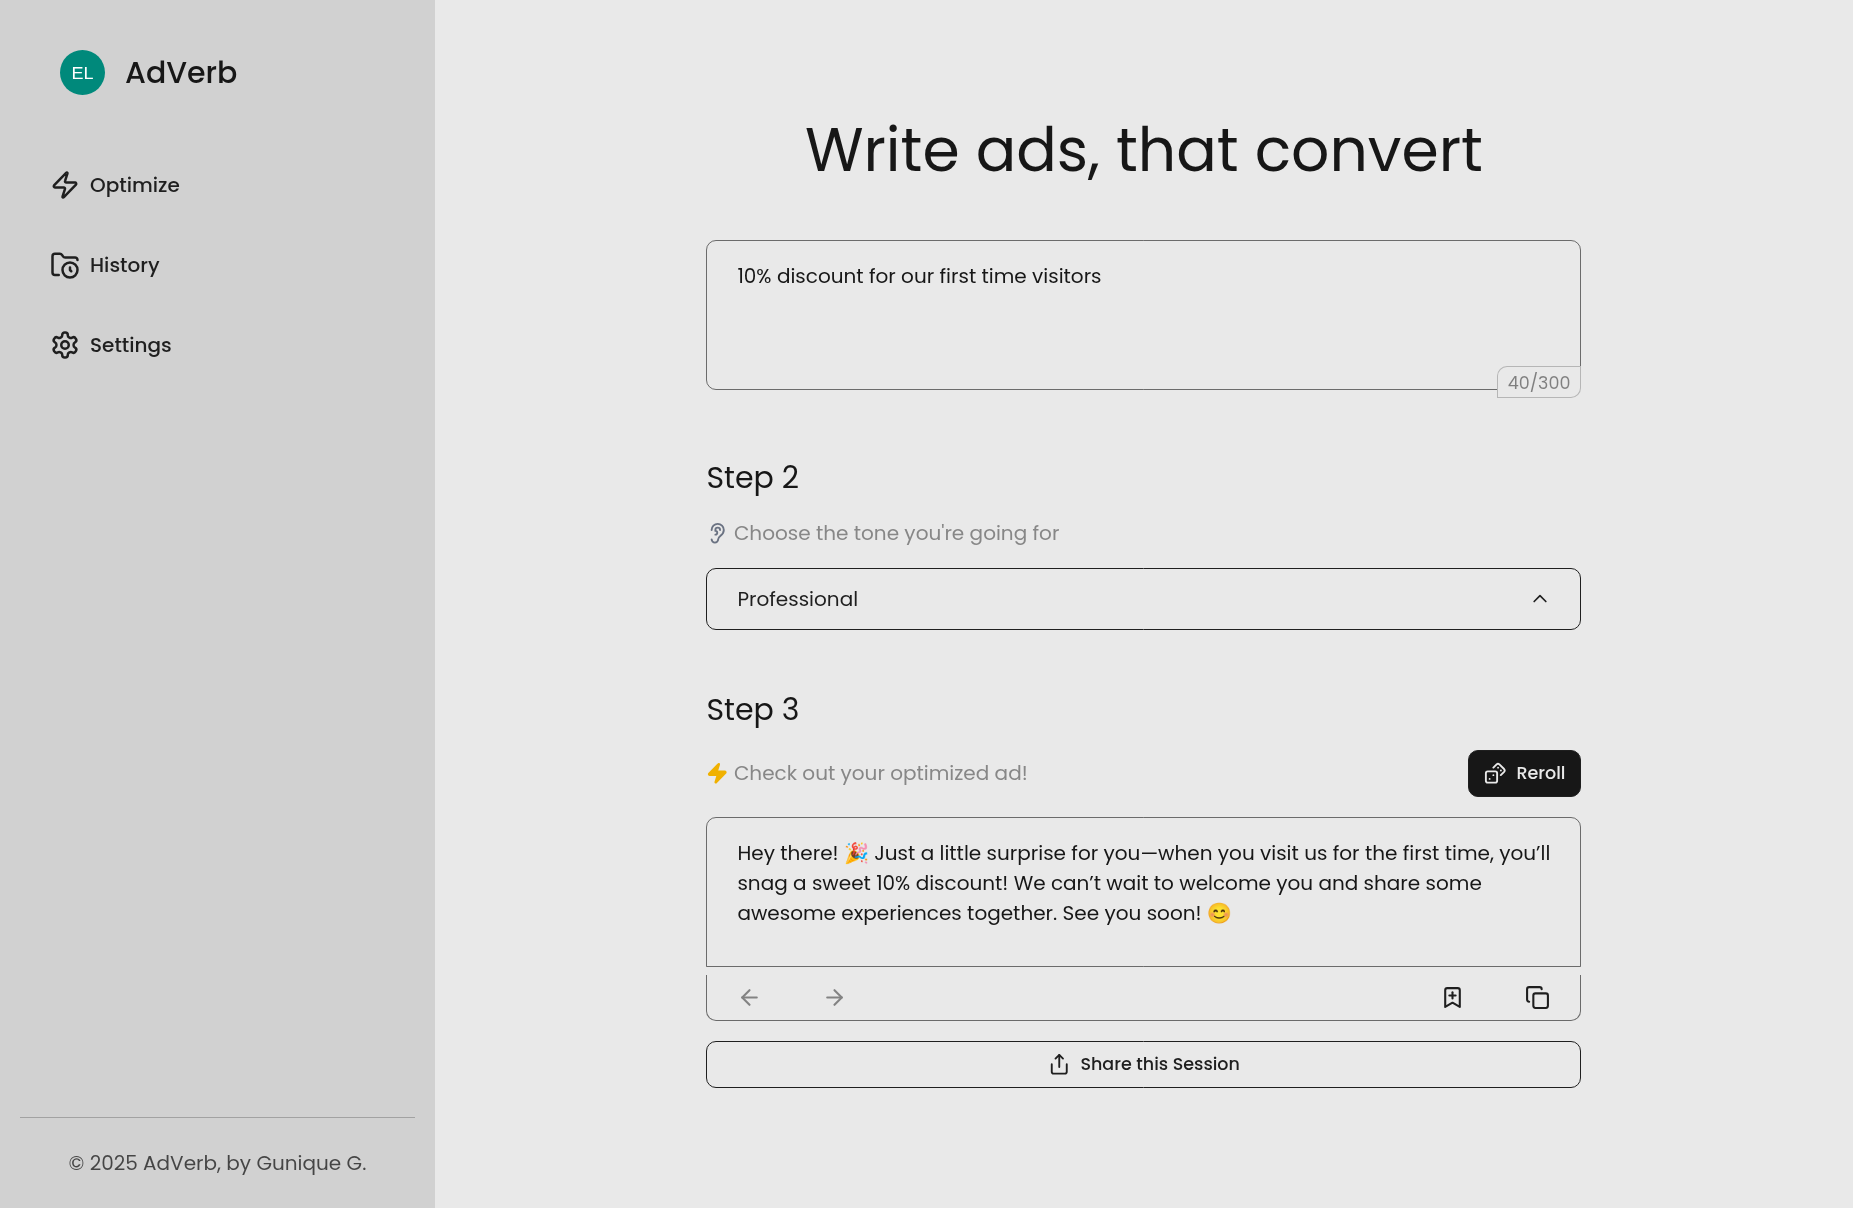 EL
AdVerb
Optimize
History
Settings
© 2025 AdVerb, by Gunique G.
Write ads, that convert
10% discount for our first time visitors
40/300
Step 2
Choose the tone you're going for
Professional
Step 3
Check out your optimized ad!
Reroll
Hey there! 🎉 Just a little surprise for you—when you visit us for the first time, you’ll
snag a sweet 10% discount! We can’t wait to welcome you and share some
awesome experiences together. See you soon! 😊
Share this Session